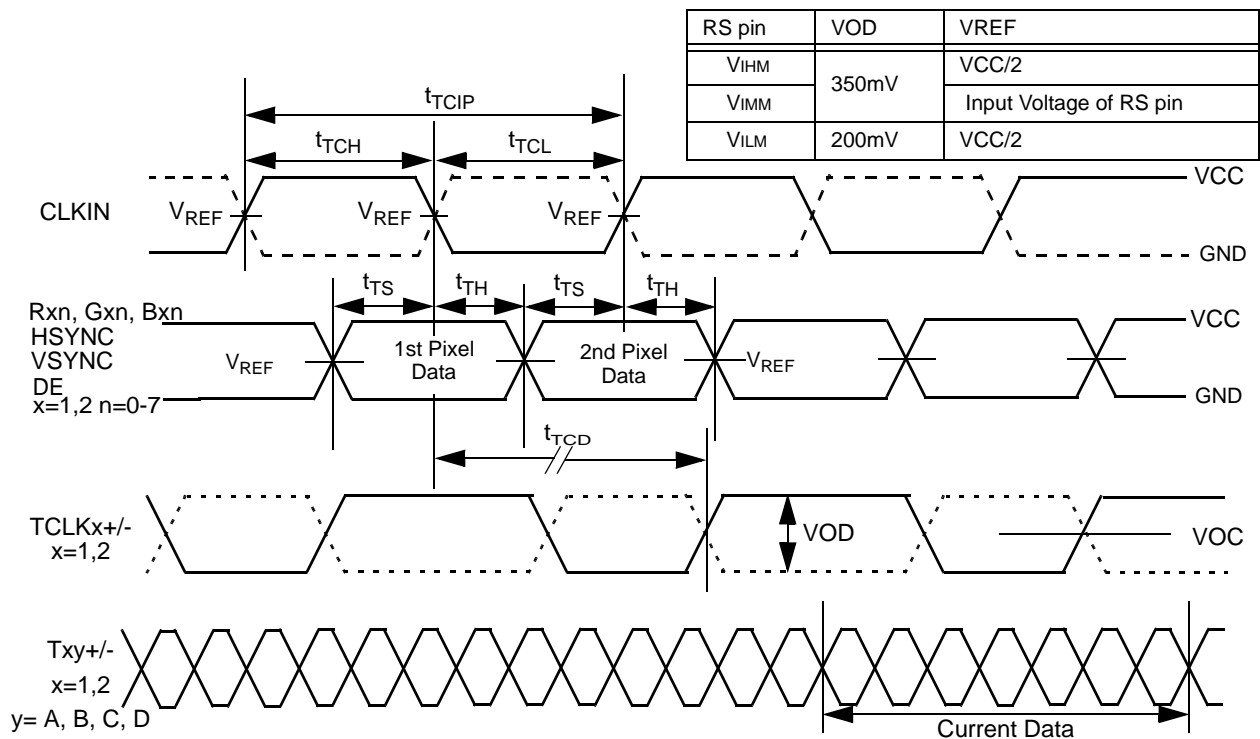 RS pin VOD VREF
VIHM 350mV VCC/2
VIMM Input Voltage of RS pin
VILM 200mV VCC/2
tTCIP
tTCH tTCL
CLKIN VREF VREF VREF VCC
GND
tTS tTH tTS tTH
Rxn, Gxn, Bxn
HSYNC
VSYNC
DE
x=1,2 n=0-7
VREF 1st Pixel Data 2nd Pixel Data VREF VCC
GND
tTCD
TCLKx+/-
x=1,2
VOD VOC
Txy+/-
x=1,2
y= A, B, C, D
Current Data